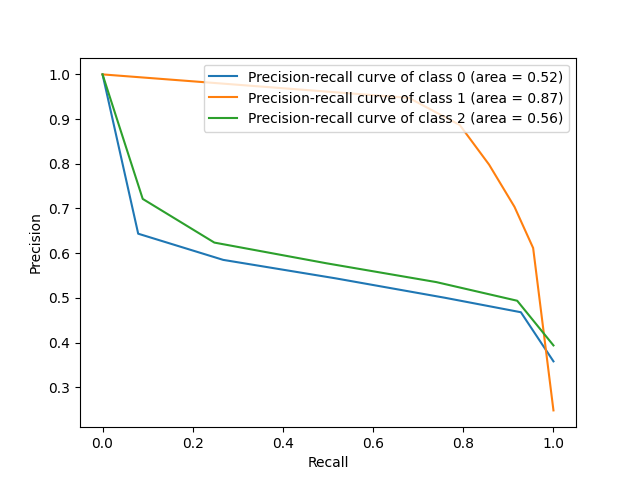 Precision-recall curve of class 0 (area = 0.52)
Precision-recall curve of class 1 (area = 0.87)
Precision-recall curve of class 2 (area = 0.56)
1.0
0.9
0.8
0.7
0.6
0.5
0.4
0.3
Precision
0.0 0.2 0.4 0.6 0.8 1.0
Recall